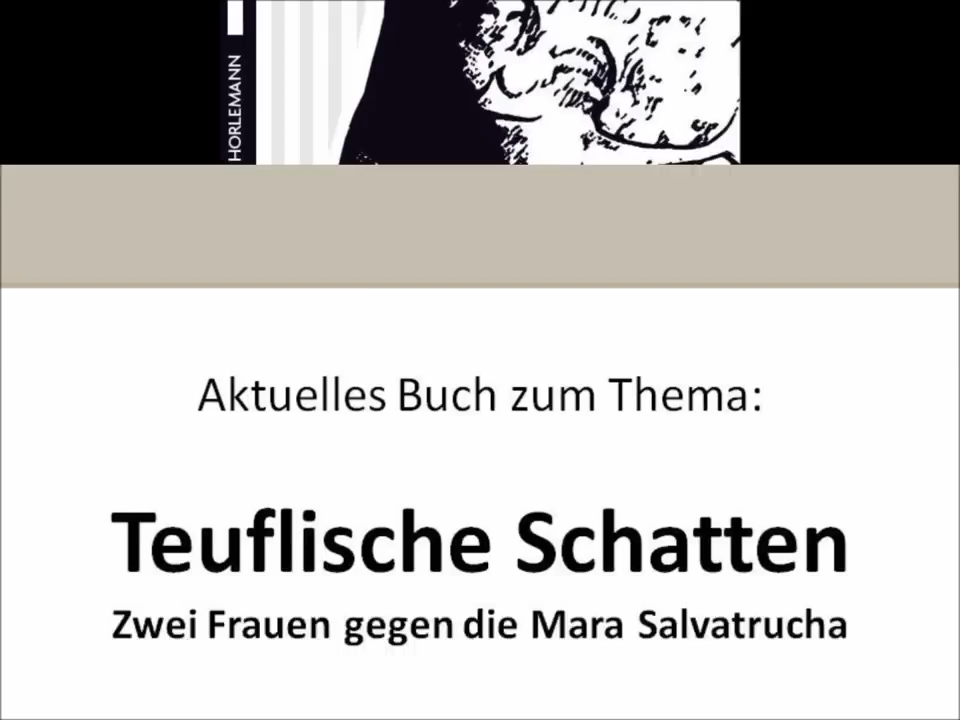 HORLEMANN
Aktuelles Buch zum Thema:
Teuflische Schatten
Zwei Frauen gegen die Mara Salvatrucha